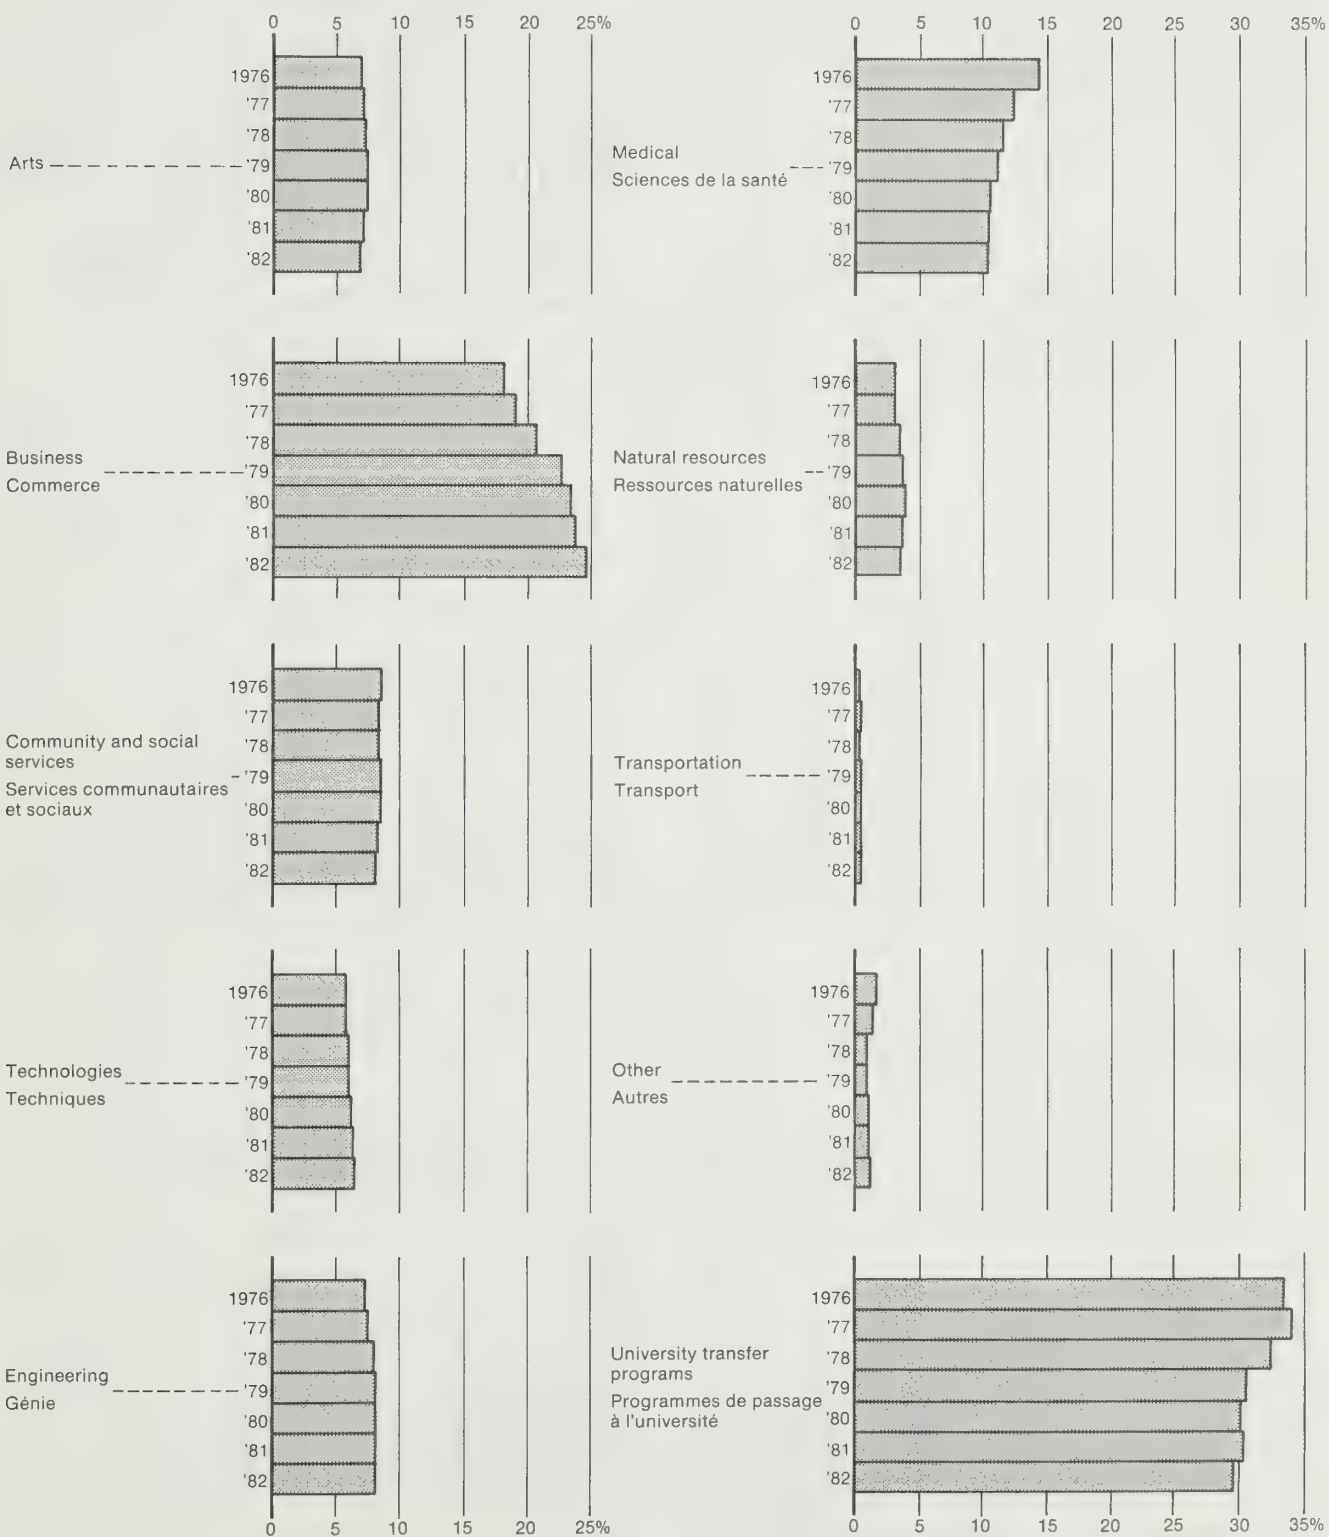 0 5 10 15 20 25%
1976
'77
'78
Arts
'79
'80
'81
'82
0 5 10 15 20 25 30 35%
1976
'77
'78
Medical
Sciences de la santé
'79
'80
'81
'82
1976
'77
'78
Business
Commerce
'79
'80
'81
'82
1976
'77
'78
Natural resources
Ressources naturelles
'79
'80
'81
'82
1976
'77
'78
Community and social
services
Services communautaires
et sociaux
'79
'80
'81
'82
1976
'77
'78
Transportation
Transport
'79
'80
'81
'82
1976
'77
'78
Technologies
Techniques
'79
'80
'81
'82
1976
'77
'78
Other
Autres
'79
'80
'81
'82
1976
'77
'78
Engineering
Génie
'79
'80
'81
'82
0 5 10 15 20 25%
1976
'77
'78
University transfer
programs
Programmes de passage
à l'université
'79
'80
'81
'82
0 5 10 15 20 25 30 35%